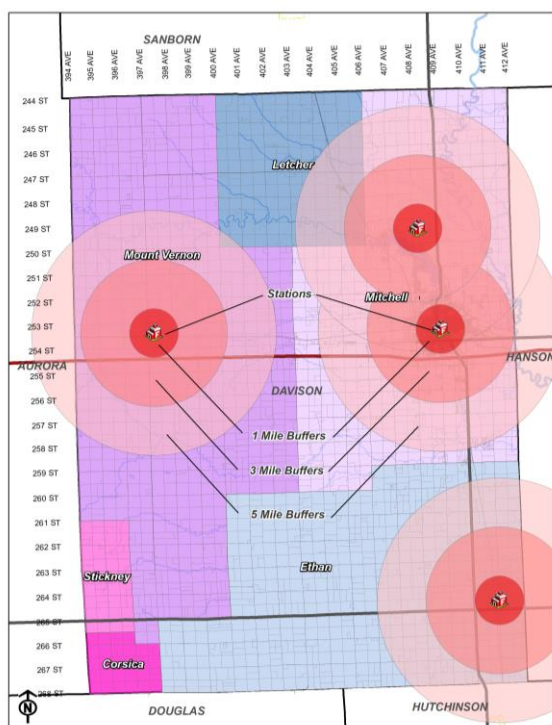 SANBORN
394 AVE
395 AVE
396 AVE
397 AVE
398 AVE
399 AVE
400 AVE
401 AVE
402 AVE
403 AVE
404 AVE
405 AVE
406 AVE
407 AVE
408 AVE
409 AVE
410 AVE
411 AVE
412 AVE
244 ST
245 ST
246 ST
Letcher
247 ST
248 ST
249 ST
250 ST
Mount Vernon
251 ST
Stations
Mitchell
252 ST
253 ST
254 ST
HANSON
AURORA
255 ST
DAVISON
256 ST
257 ST
1 Mile Buffers
258 ST
259 ST
3 Mile Buffers
260 ST
5 Mile Buffers
261 ST
262 ST
Ethan
263 ST
Stickney
264 ST
265 ST
266 ST
Corsica
267 ST
268 ST
N
DOUGLAS
HUTCHINSON